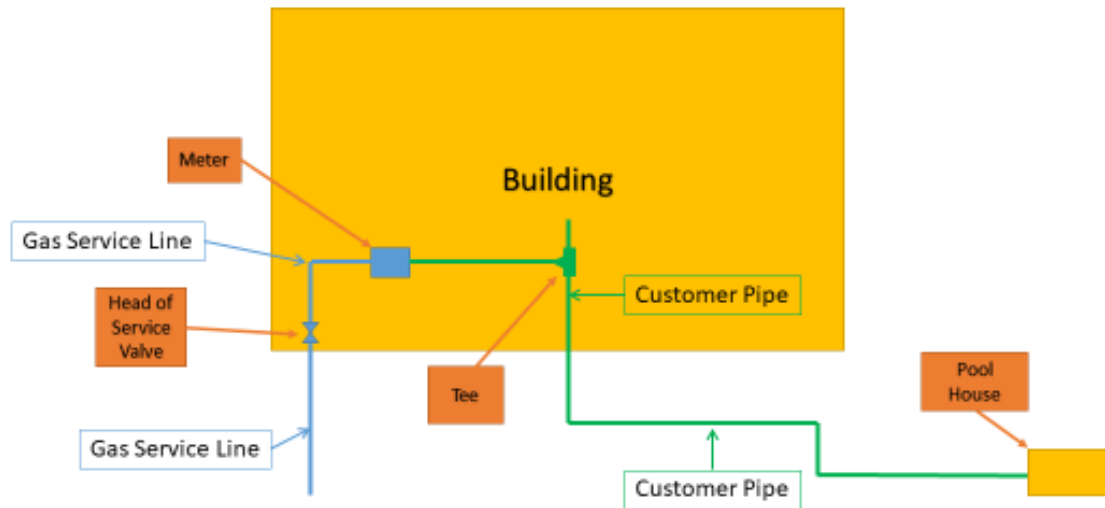 Building
Meter
Gas Service Line
Head of
Service
Valve
Customer Pipe
Tee
Pool
House
Gas Service Line
Customer Pipe